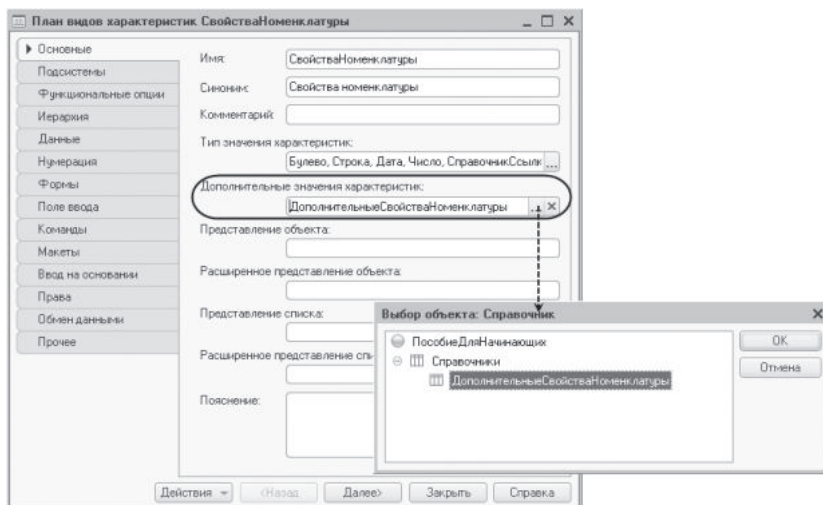 План видов характеристик СвойстваНоменклатуры
Основные
Подсистемы
Функциональные опции
Иерархия
Данные
Нумерация
Формы
Поле ввода
Команды
Макеты
Ввод на основании
Права
Обмен данными
Прочее
Имя:
СвойстваНоменклатуры
Синоним:
Свойства номенклатуры
Комментарий:
Тип значения характеристик:
Булево, Строка, Дата, Число, СправочникСсылк ...
Дополнительные значения характеристик:
ДополнительныеСвойстваНоменклатуры ...
Представление объекта:
Расширенное представление объекта:
Представление списка:
Расширенное представление спи
Пояснение:
Действия
<Назад
Далее>
Закрыть
Справка
Выбор объекта: Справочник
ПособиеДляНачинающих
Справочники
ДополнительныеСвойстваНоменклатуры
OK
Отмена